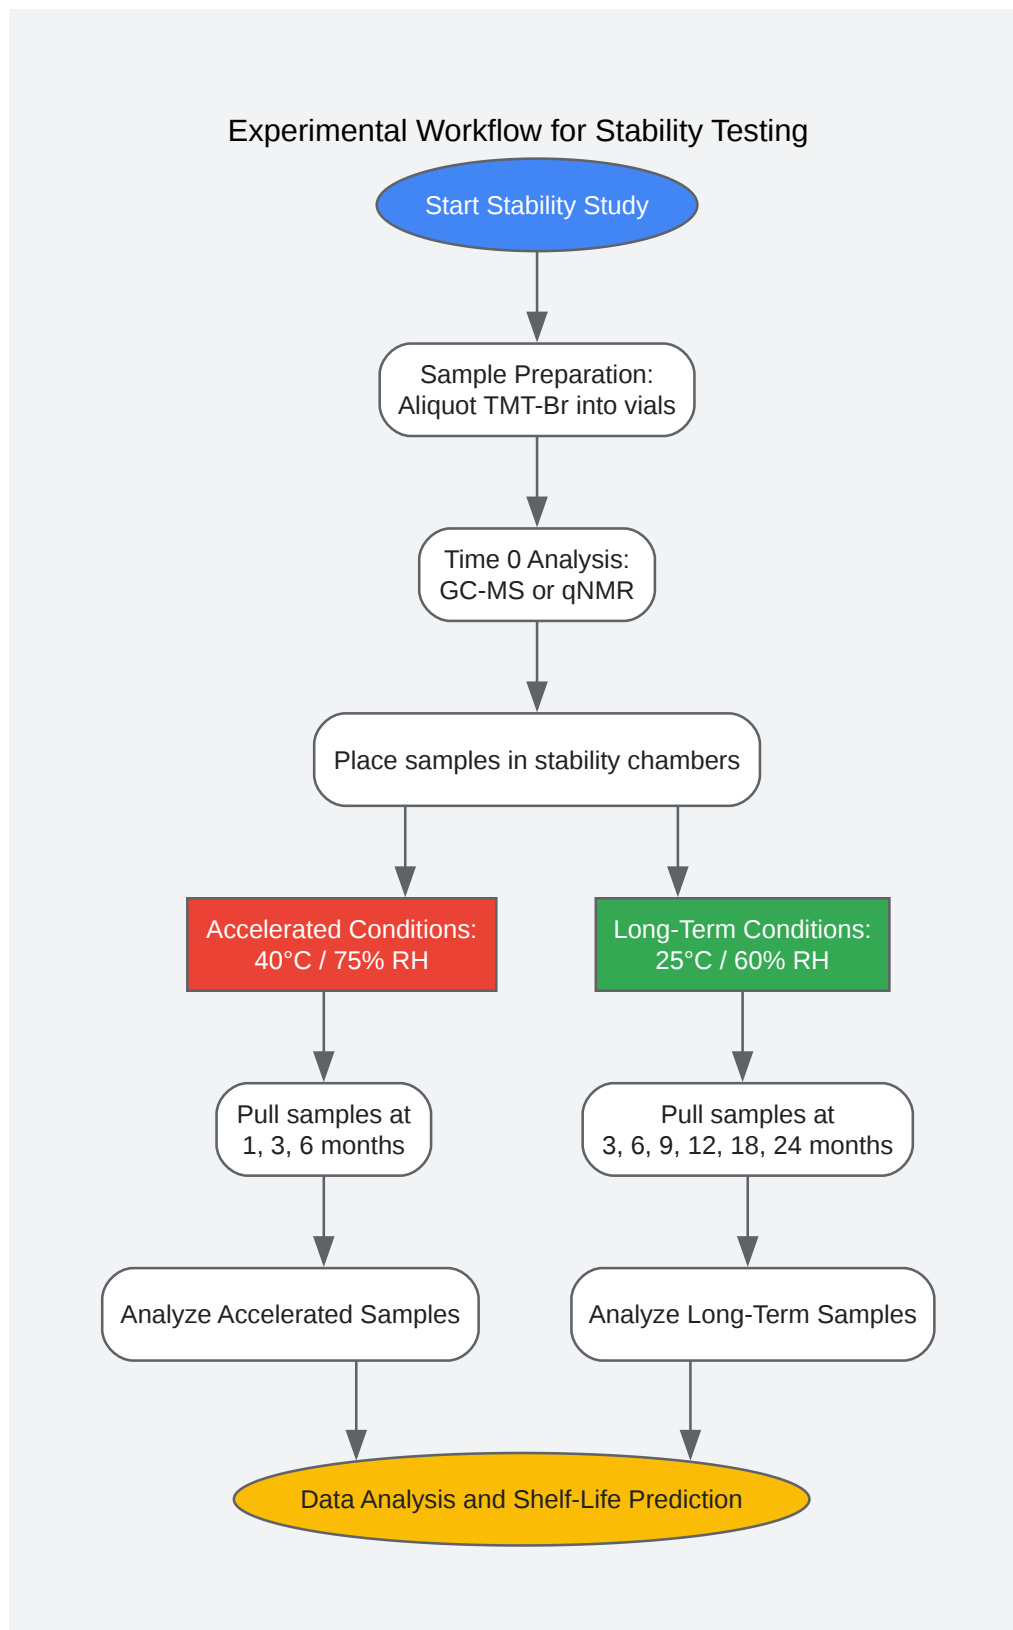 Experimental Workflow for Stability Testing
Start Stability Study
Sample Preparation:
Aliquot TMT-Br into vials
Time 0 Analysis:
GC-MS or qNMR
Place samples in stability chambers
Accelerated Conditions:
40°C / 75% RH
Long-Term Conditions:
25°C / 60% RH
Pull samples at
1, 3, 6 months
Pull samples at
3, 6, 9, 12, 18, 24 months
Analyze Accelerated Samples
Analyze Long-Term Samples
Data Analysis and Shelf-Life Prediction